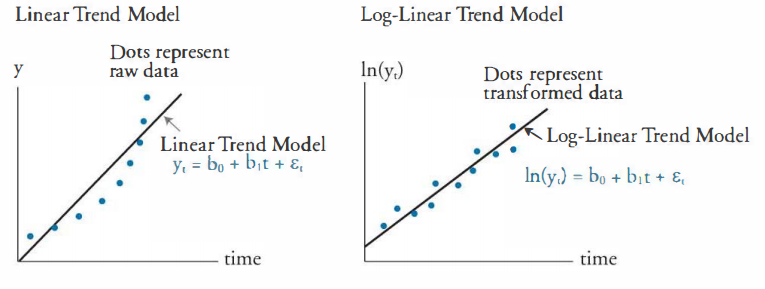 Linear Trend Model
Dots represent
raw data
y
Linear Trend Model
yₜ = b₀ + b₁t + εₜ
time
Log-Linear Trend Model
ln(yₜ)
Dots represent
transformed data
Log-Linear Trend Model
ln(yₜ) = b₀ + b₁t + εₜ
time